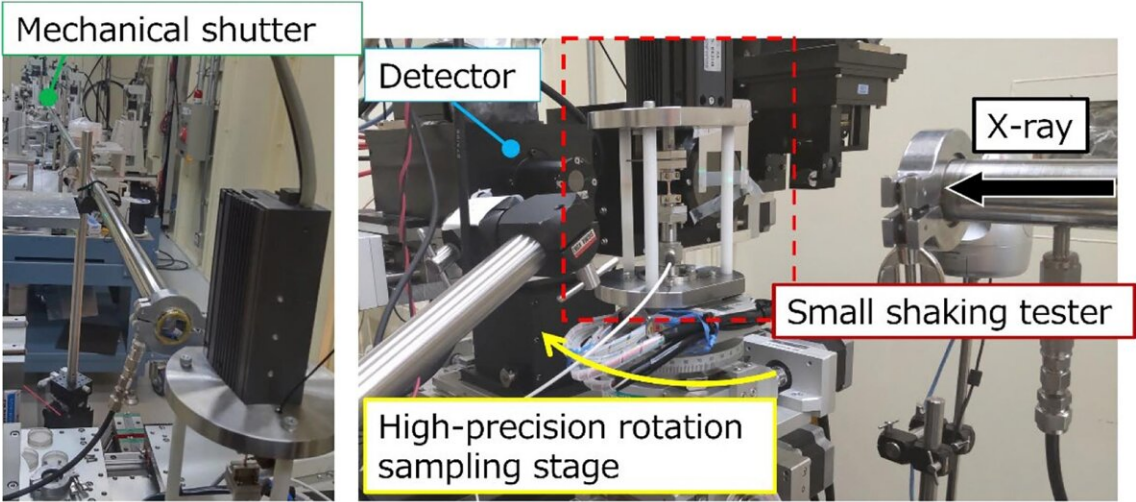 Mechanical shutter
Detector
X-ray
Small shaking tester
High-precision rotation
sampling stage